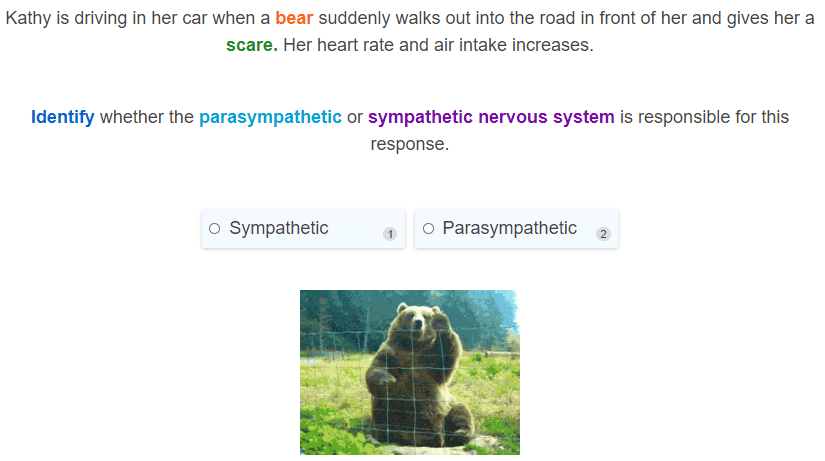 Kathy is driving in her car when a bear suddenly walks out into the road in front of her and gives her a
scare. Her heart rate and air intake increases.
Identify whether the parasympathetic or sympathetic nervous system is responsible for this
response.
Sympathetic 1 Parasympathetic 2